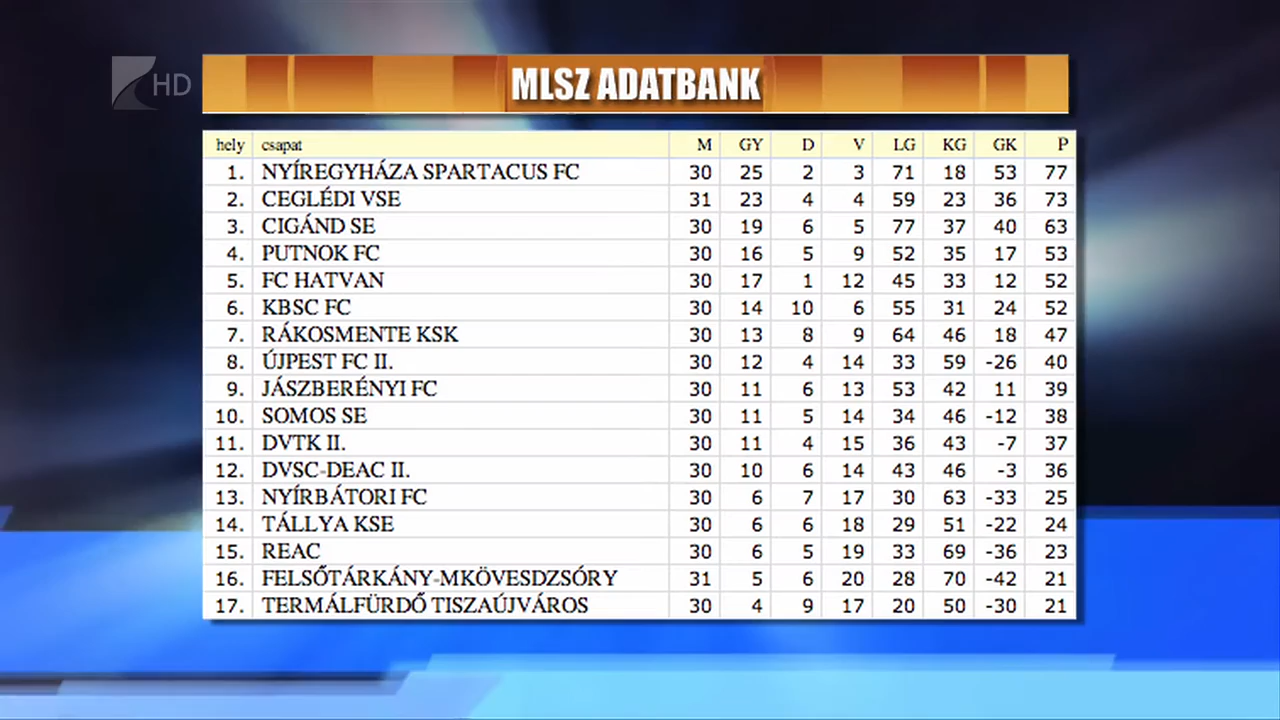 HD
MLSZ ADATBANK
hely csapat M GY D V LG KG GK P
1. NYÍREGYHÁZA SPARTACUS FC 30 25 2 3 71 18 53 77
2. CEGLÉDI VSE 31 23 4 4 59 23 36 73
3. CIGÁND SE 30 19 6 5 77 37 40 63
4. PUTNOK FC 30 16 5 9 52 35 17 53
5. FC HATVAN 30 17 1 12 45 33 12 52
6. KBSC FC 30 14 10 6 55 31 24 52
7. RÁKOSMENTE KSK 30 13 8 9 64 46 18 47
8. ÚJPEST FC II. 30 12 4 14 33 59 -26 40
9. JÁSZBERÉNYI FC 30 11 6 13 53 42 11 39
10. SOMOS SE 30 11 5 14 34 46 -12 38
11. DVTK II. 30 11 4 15 36 43 -7 37
12. DVSC-DEAC II. 30 10 6 14 43 46 -3 36
13. NYÍRBÁTORI FC 30 6 7 17 30 63 -33 25
14. TÁLLYA KSE 30 6 6 18 29 51 -22 24
15. REAC 30 6 5 19 33 69 -36 23
16. FELSŐTÁRKÁNY-MKÖVESDZSÓRY 31 5 6 20 28 70 -42 21
17. TERMÁLFÜRDŐ TISZAÚJVÁROS 30 4 9 17 20 50 -30 21